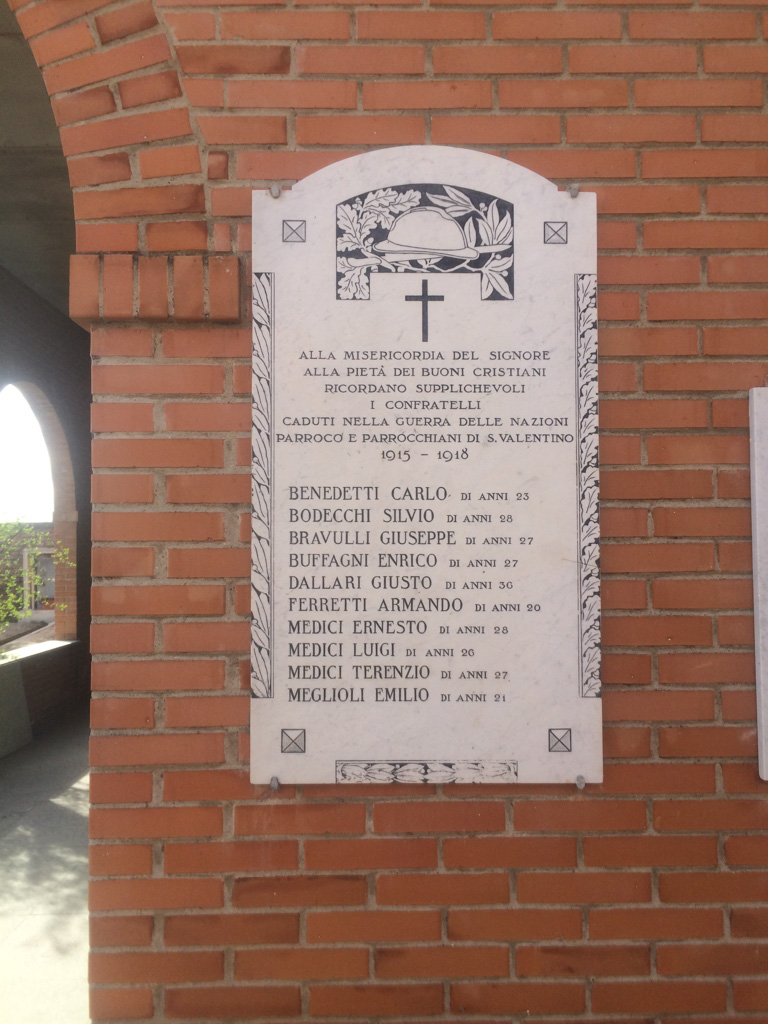 ALLA MISERICORDIA DEL SIGNORE
ALLA PIETÁ DEI BUONI CRISTIANI
RICORDANO SUPPLICHEVOLI
I CONFRATELLI
CADUTI NELLA GUERRA DELLE NAZIONI
PARROCO E PARROCCHIANI DI S. VALENTINO
1915 - 1918
BENEDETTI CARLO DI ANNI 23
BODECCHI SILVIO DI ANNI 28
BRAVULLI GIUSEPPE DI ANNI 27
BUFFAGNI ENRICO DI ANNI 27
DALLARI GIUSTO DI ANNI 36
FERRETTI ARMANDO DI ANNI 20
MEDICI ERNESTO DI ANNI 28
MEDICI LUIGI DI ANNI 26
MEDICI TERENZIO DI ANNI 27
MEGLIOLI EMILIO DI ANNI 21